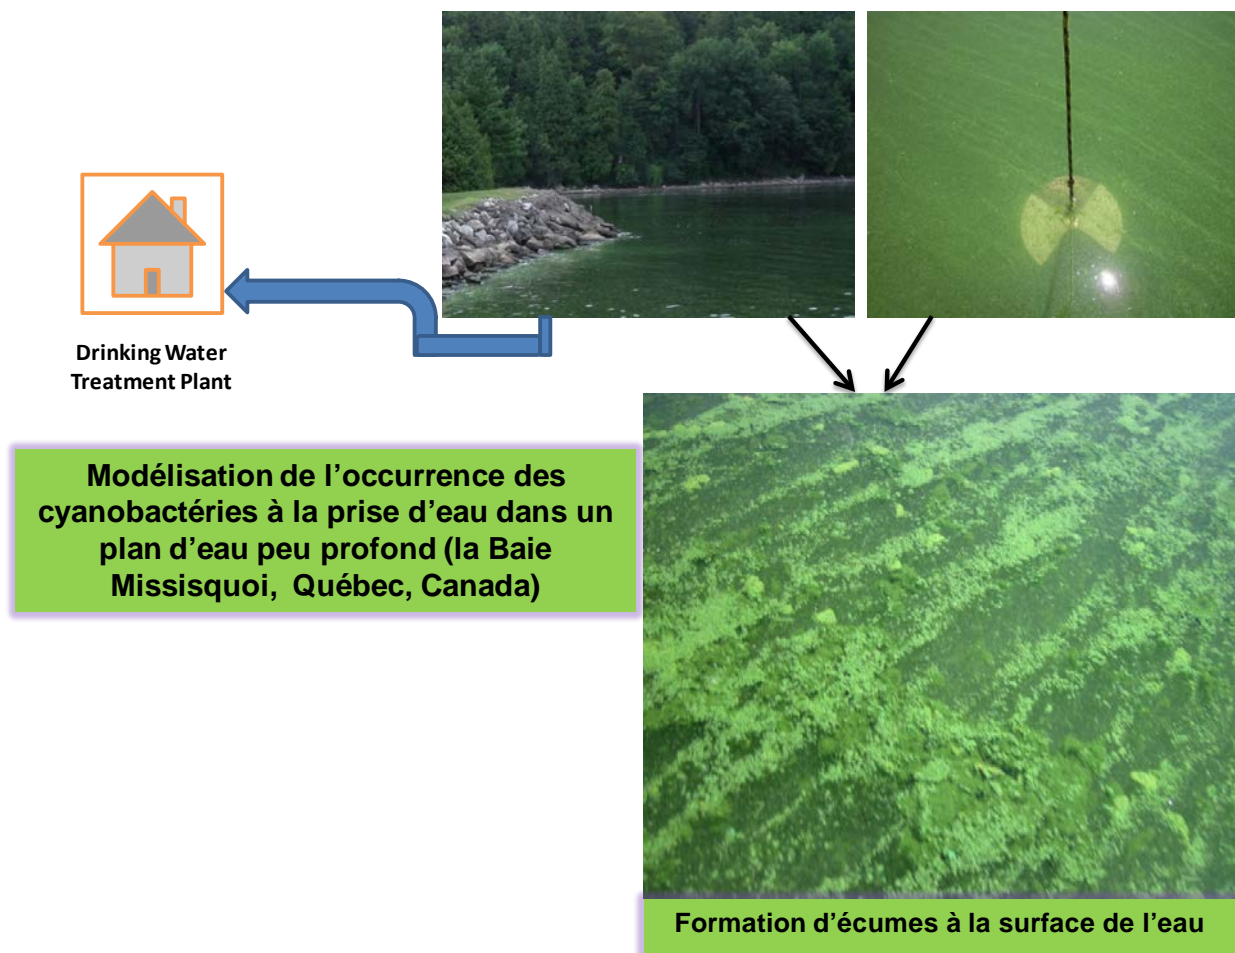 Drinking Water
Treatment Plant
Modélisation de l’occurrence des
cyanobactéries à la prise d’eau dans un
plan d’eau peu profond (la Baie
Missisquoi, Québec, Canada)
Formation d’écumes à la surface de l’eau